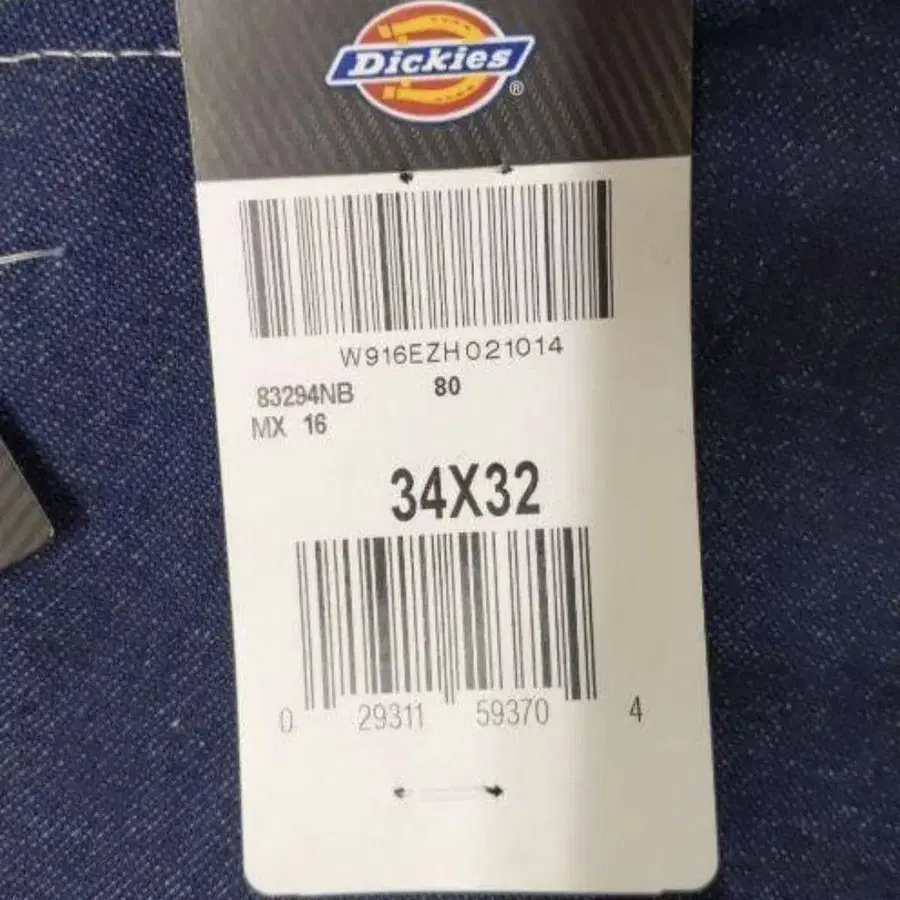 Dickies ®
W916EZH021014
83294NB 80
MX 16
34X32
0 29311 59370 4